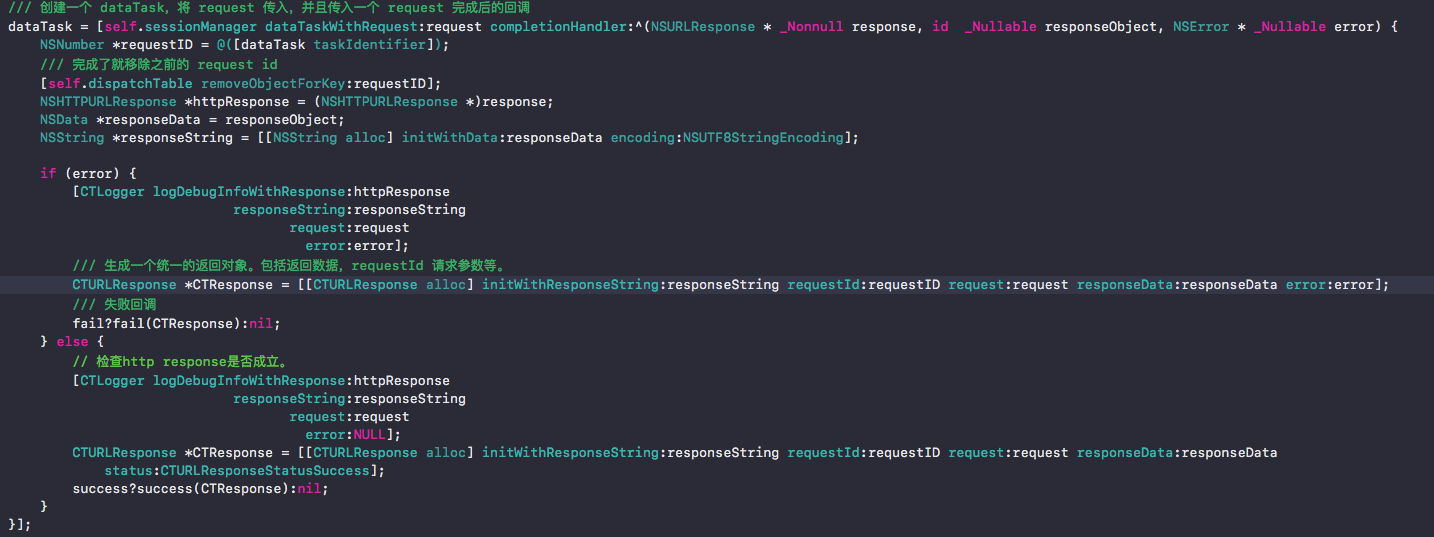 /// 创建一个 dataTask，将 request 传入，并且传入一个 request 完成后的回调
dataTask = [self.sessionManager dataTaskWithRequest:request completionHandler:^(NSURLResponse * _Nonnull response, id  _Nullable responseObject, NSError * _Nullable error) {
    NSNumber *requestID = @([dataTask taskIdentifier]);
    /// 完成了就移除之前的 request id
    [self.dispatchTable removeObjectForKey:requestID];
    NSHTTPURLResponse *httpResponse = (NSHTTPURLResponse *)response;
    NSData *responseData = responseObject;
    NSString *responseString = [[NSString alloc] initWithData:responseData encoding:NSUTF8StringEncoding];

    if (error) {
        [CTLogger logDebugInfoWithResponse:httpResponse
                            responseString:responseString
                                   request:request
                                     error:error];
        /// 生成一个统一的返回对象。包括返回数据，requestId 请求参数等。
        CTURLResponse *CTResponse = [[CTURLResponse alloc] initWithResponseString:responseString requestId:requestID request:request responseData:responseData error:error];
        /// 失败回调
        fail?fail(CTResponse):nil;
    } else {
        // 检查http response是否成立。
        [CTLogger logDebugInfoWithResponse:httpResponse
                            responseString:responseString
                                   request:request
                                     error:NULL];
        CTURLResponse *CTResponse = [[CTURLResponse alloc] initWithResponseString:responseString requestId:requestID request:request responseData:responseData
            status:CTURLResponseStatusSuccess];
        success?success(CTResponse):nil;
    }
}];